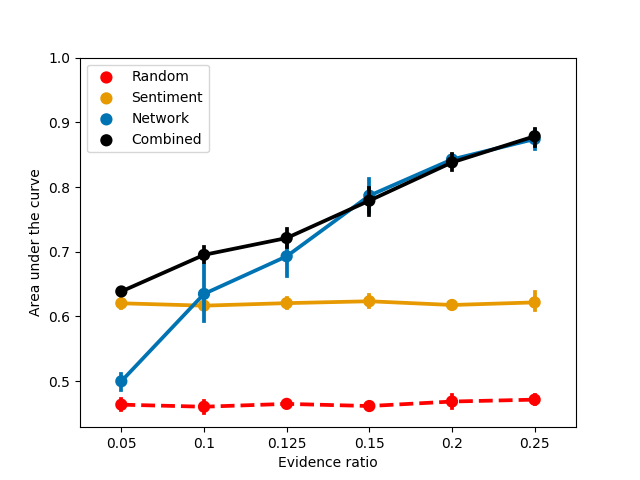 Random
Sentiment
Network
Combined
Area under the curve
1.0
0.9
0.8
0.7
0.6
0.5
0.05
0.1
0.125
0.15
0.2
0.25
Evidence ratio